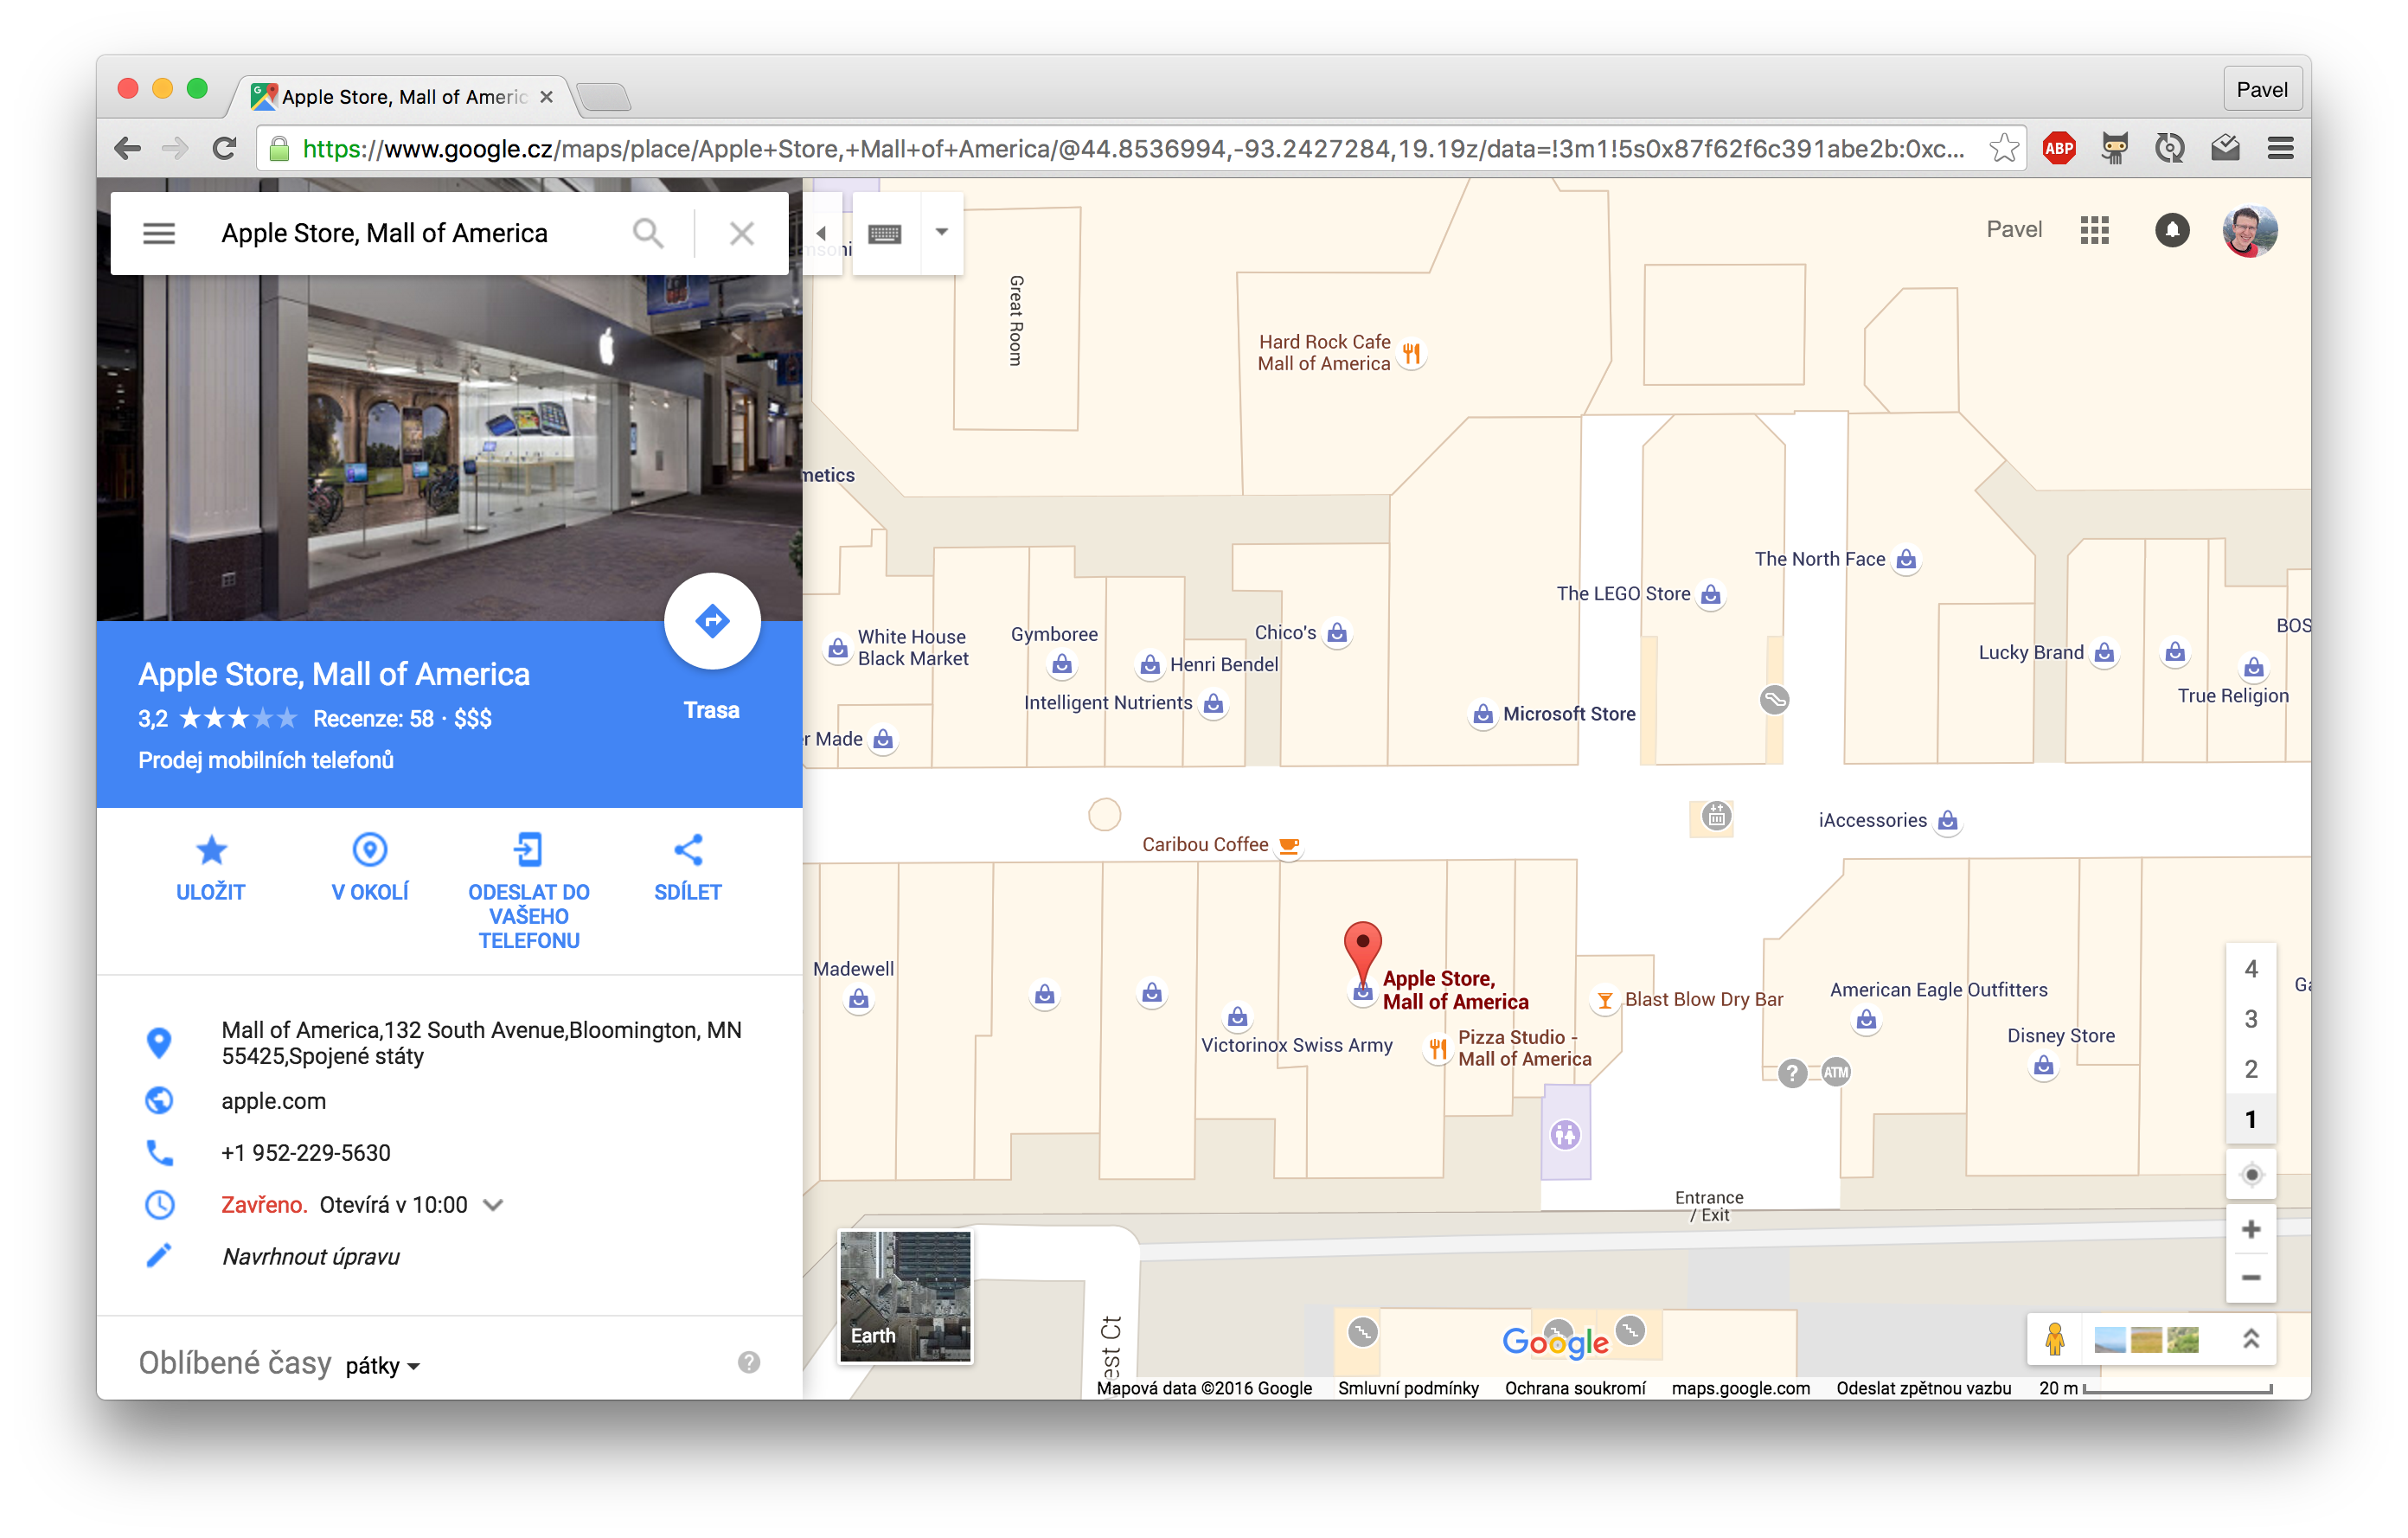 Apple Store, Mall of Americ
Pavel
https://www.google.cz/maps/place/Apple+Store,+Mall+of+America/@44.8536994,-93.2427284,19.19z/data=!3m1!5s0x87f62f6c391abe2b:0xc...
ABP
Apple Store, Mall of America
Pavel
Great Room
Hard Rock Cafe
Mall of America
metics
The North Face
The LEGO Store
White House
Black Market
Gymboree
Chico's
Henri Bendel
Intelligent Nutrients
Lucky Brand
BOS
True Religion
Microsoft Store
r Made
Apple Store, Mall of America
3,2 Recenze: 58 · $$$
Prodej mobilních telefonů
Trasa
iAccessories
Caribou Coffee
ULOŽIT
V OKOLÍ
ODESLAT DO
VAŠEHO
TELEFONU
SDÍLET
Madewell
Apple Store,
Mall of America
Blast Blow Dry Bar
American Eagle Outfitters
Ga
Victorinox Swiss Army
Pizza Studio -
Mall of America
Disney Store
?
ATM
4
3
2
1
Mall of America,132 South Avenue,Bloomington, MN
55425,Spojené státy
apple.com
+1 952-229-5630
Zavřeno. Otevírá v 10:00
Navrhnout úpravu
Entrance
/ Exit
Earth
est Ct
Google
Oblíbené časy pátky
?
Mapová data ©2016 Google Smluvní podmínky Ochrana soukromí maps.google.com Odeslat zpětnou vazbu 20 m